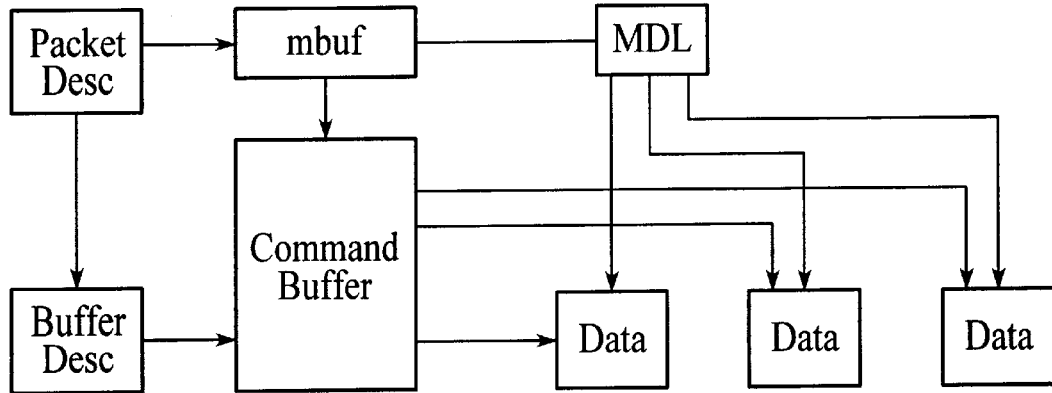 Packet
Desc
mbuf
MDL
Command
Buffer
Buffer
Desc
Data
Data
Data